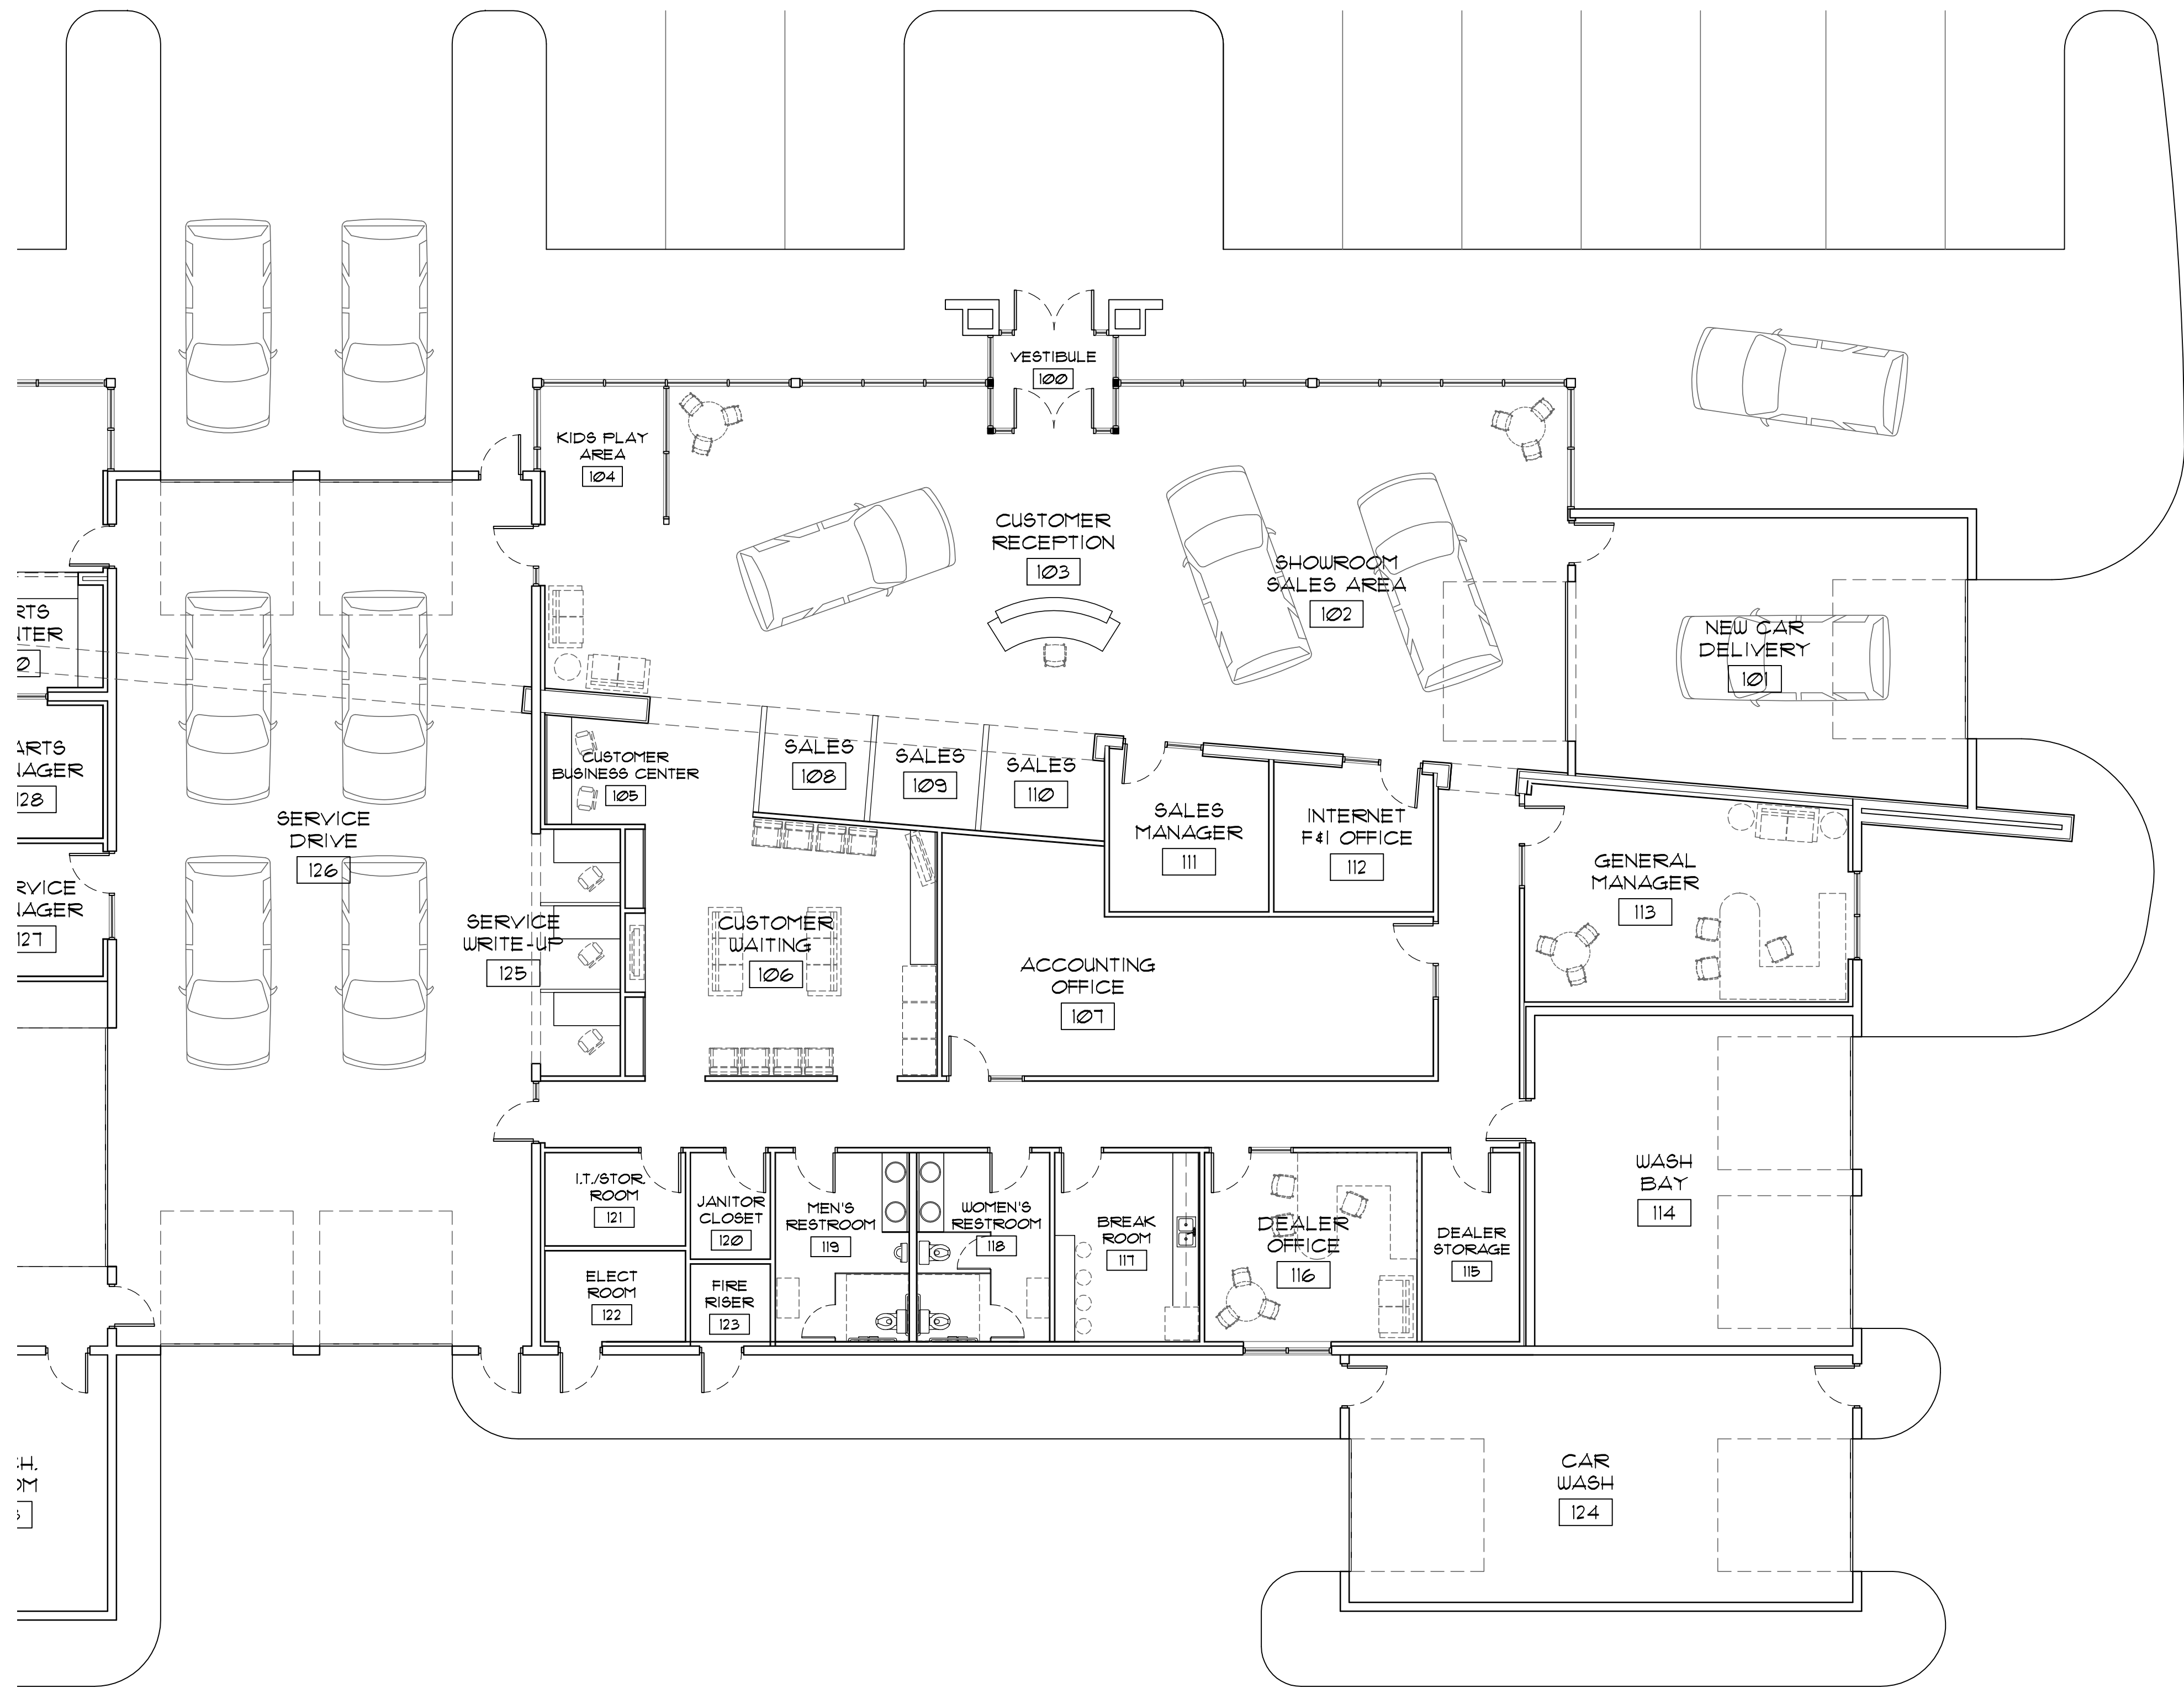 VESTIBULE
100
KIDS PLAY
AREA
104
CUSTOMER
RECEPTION
103
SHOWROOM
SALES AREA
102
NEW CAR
DELIVERY
101
RTS
NTER
ARTS
NAGER
128
SERVICE
DRIVE
126
RVICE
NAGER
127
CUSTOMER
BUSINESS CENTER
105
SALES
108
SALES
109
SALES
110
SALES
MANAGER
111
INTERNET
F&I OFFICE
112
GENERAL
MANAGER
113
SERVICE
WRITE-UP
125
CUSTOMER
WAITING
106
ACCOUNTING
OFFICE
107
I.T./STOR.
ROOM
121
JANITOR
CLOSET
120
MEN'S
RESTROOM
119
WOMEN'S
RESTROOM
118
BREAK
ROOM
117
DEALER
OFFICE
116
DEALER
STORAGE
115
WASH
BAY
114
ELECT
ROOM
122
FIRE
RISER
123
CAR
WASH
124
H.
OM